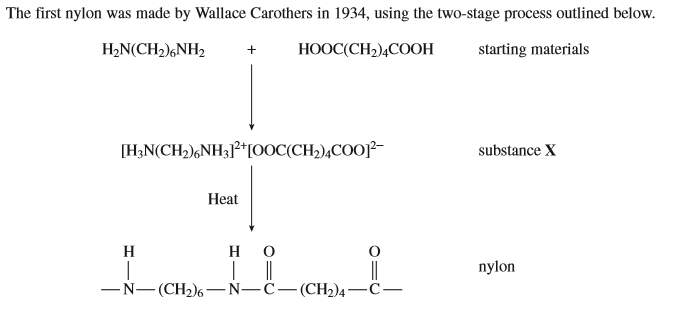 The first nylon was made by Wallace Carothers in 1934, using the two-stage process outlined below.
H₂N(CH₂)₆NH₂ + HOOC(CH₂)₄COOH starting materials
[H₃N(CH₂)₆NH₃]²⁺[OOC(CH₂)₄COO]²⁻ substance X
Heat
H H O O
—N—(CH₂)₆—N—C—(CH₂)₄—C— nylon